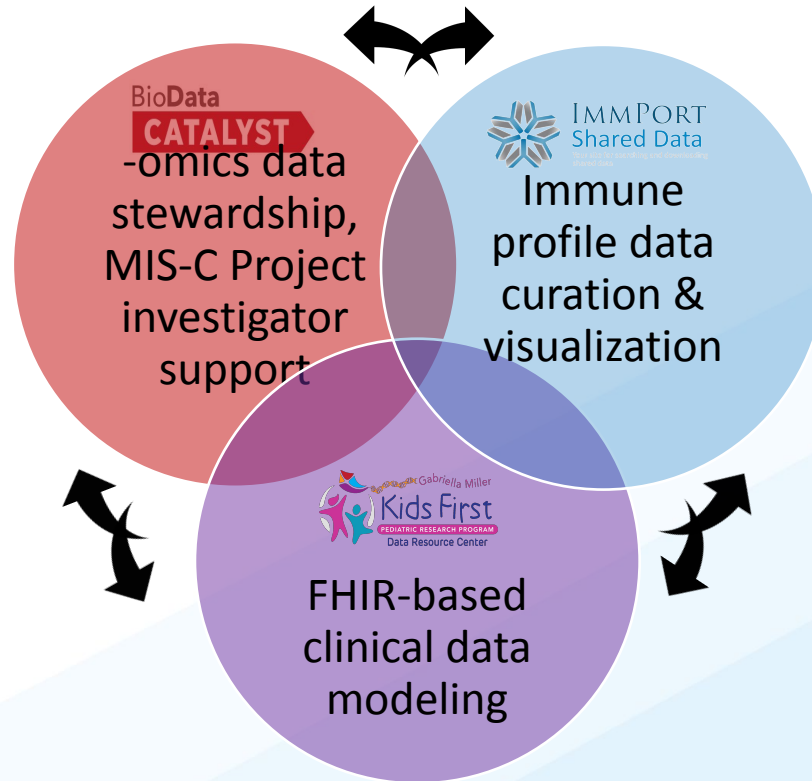 BioData
CATALYST
-omics data
stewardship,
MIS-C Project
investigator
support
IMMPORT
Shared Data
Immune
profile data
curation &
visualization
Gabriella Miller
Kids First
PEDIATRIC RESEARCH PROGRAM
Data Resource Center
FHIR-based
clinical data
modeling